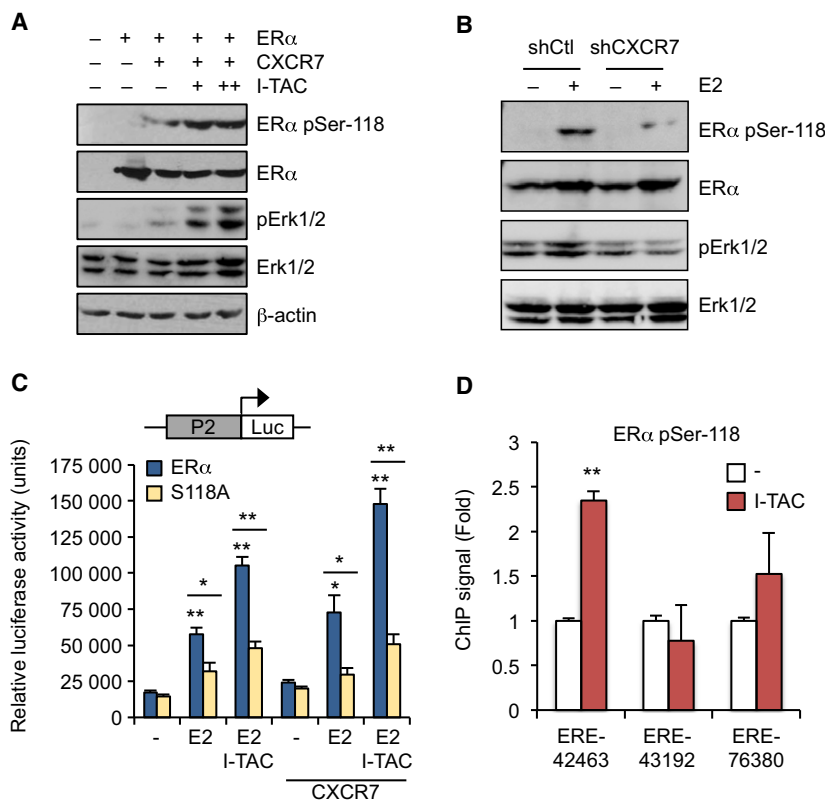 A
– + + + + ERα
– – + + + CXCR7
– – – + ++ I-TAC
ERα pSer-118
ERα
pErk1/2
Erk1/2
β-actin
B
shCtl shCXCR7
– + – + E2
ERα pSer-118
ERα
pErk1/2
Erk1/2
C
P2 Luc
Relative luciferase activity (units)
175 000
150 000
125 000
100 000
75 000
50 000
25 000
0
ERα
S118A
**
*
**
**
*
*
**
**
- E2 E2 - E2 E2
I-TAC I-TAC
CXCR7
D
ERα pSer-118
ChIP signal (Fold)
3
2.5
2
1.5
1
0.5
0
**
-
I-TAC
ERE- ERE- ERE-
42463 43192 76380